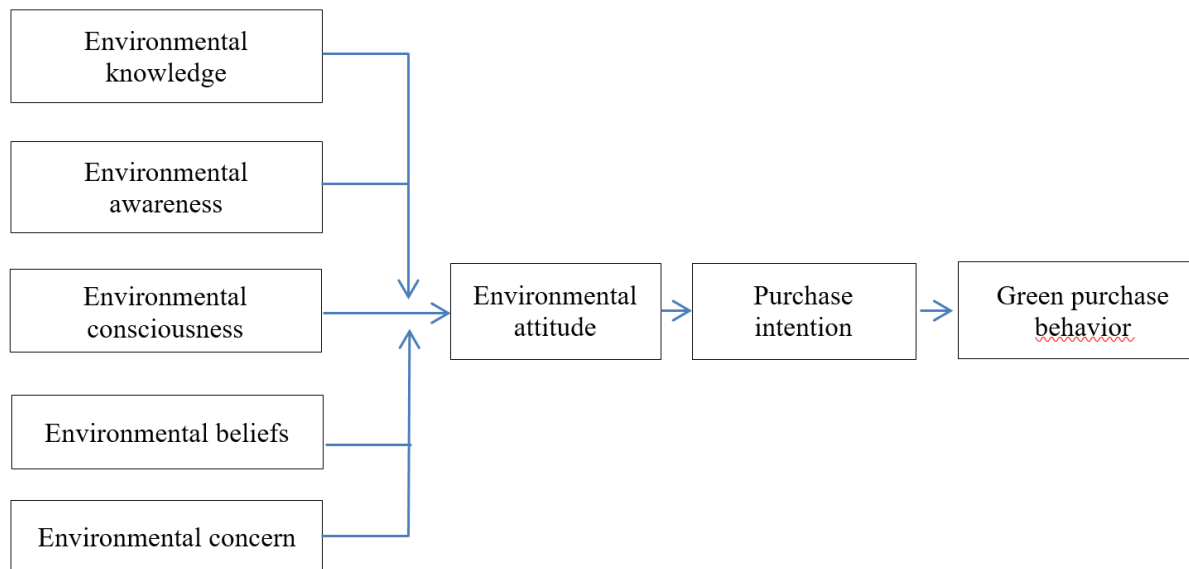 Environmental
knowledge
Environmental
awareness
Environmental
consciousness
Environmental beliefs
Environmental concern
Environmental
attitude
Purchase
intention
Green purchase
behavior